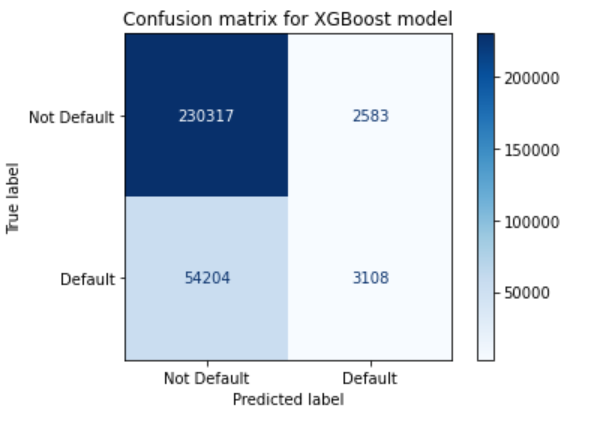 Confusion matrix for XGBoost model
True label
Not Default
230317
2583
Default
54204
3108
Not Default
Default
Predicted label
200000
150000
100000
50000